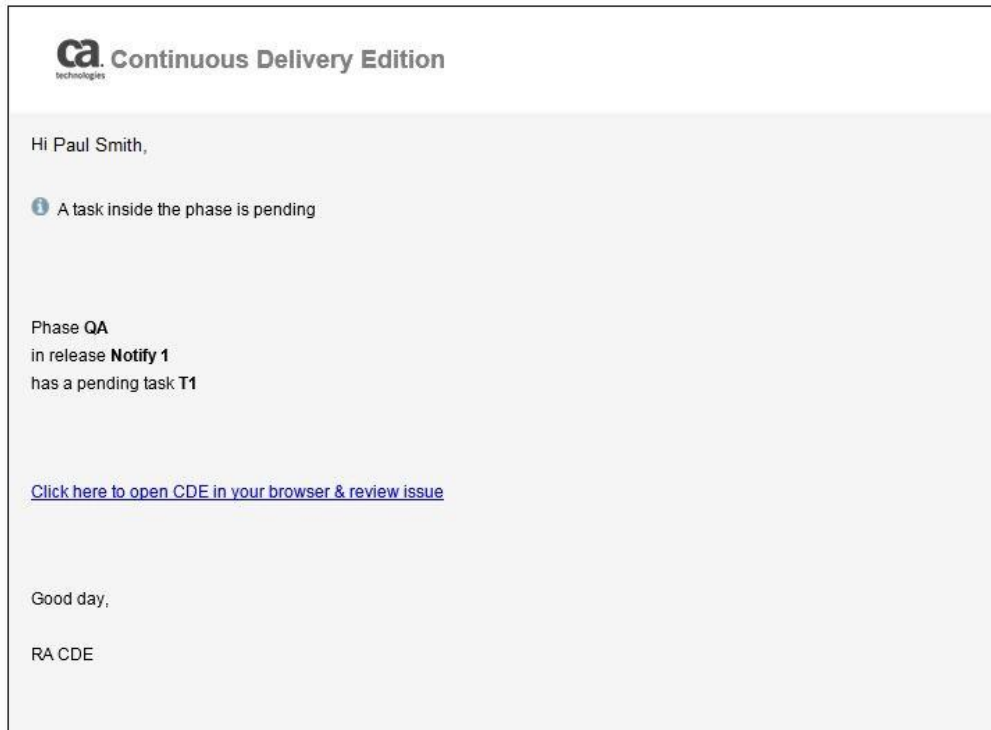 ca. Continuous Delivery Edition
technologies
Hi Paul Smith,
A task inside the phase is pending
Phase QA
in release Notify 1
has a pending task T1
Click here to open CDE in your browser & review issue
Good day,
RA CDE